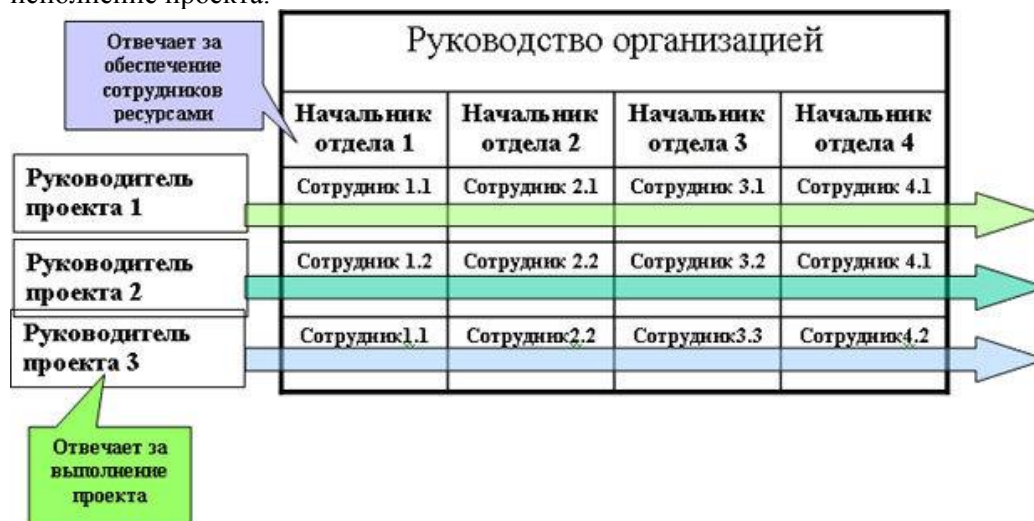 исполнение проекта.
Отвечает за
обеспечение
сотрудников
ресурсами
Руководство организацией
Начальник
отдела 1
Начальник
отдела 2
Начальник
отдела 3
Начальник
отдела 4
Руководитель
проекта 1
Сотрудник 1.1
Сотрудник 2.1
Сотрудник 3.1
Сотрудник 4.1
Руководитель
проекта 2
Сотрудник 1.2
Сотрудник 2.2
Сотрудник 3.2
Сотрудник 4.1
Руководитель
проекта 3
Сотрудник1.1
Сотрудник2.2
Сотрудник3.3
Сотрудник4.2
Отвечает за
выполнение
проекта